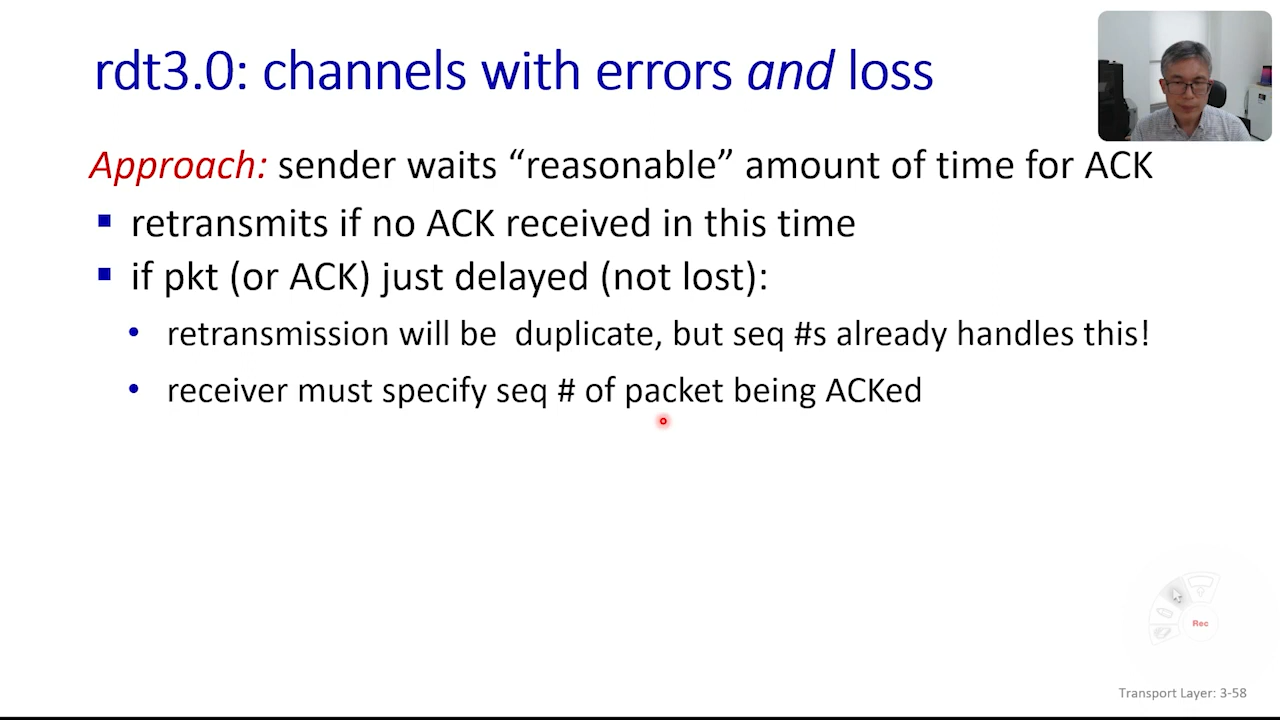 rdt3.0: channels with errors and loss
Approach: sender waits “reasonable” amount of time for ACK
▪ retransmits if no ACK received in this time
▪ if pkt (or ACK) just delayed (not lost):
• retransmission will be  duplicate, but seq #s already handles this!
• receiver must specify seq # of packet being ACKed
Rec
Transport Layer: 3-58